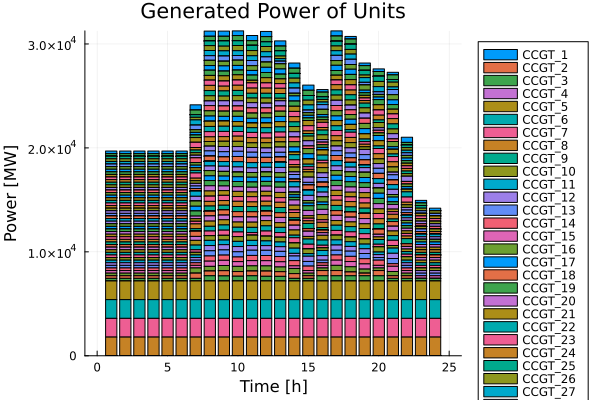 Generated Power of Units
3.0×10⁴
2.0×10⁴
1.0×10⁴
0
Power [MW]
0 5 10 15 20 25
Time [h]
CCGT_1
CCGT_2
CCGT_3
CCGT_4
CCGT_5
CCGT_6
CCGT_7
CCGT_8
CCGT_9
CCGT_10
CCGT_11
CCGT_12
CCGT_13
CCGT_14
CCGT_15
CCGT_16
CCGT_17
CCGT_18
CCGT_19
CCGT_20
CCGT_21
CCGT_22
CCGT_23
CCGT_24
CCGT_25
CCGT_26
CCGT_27